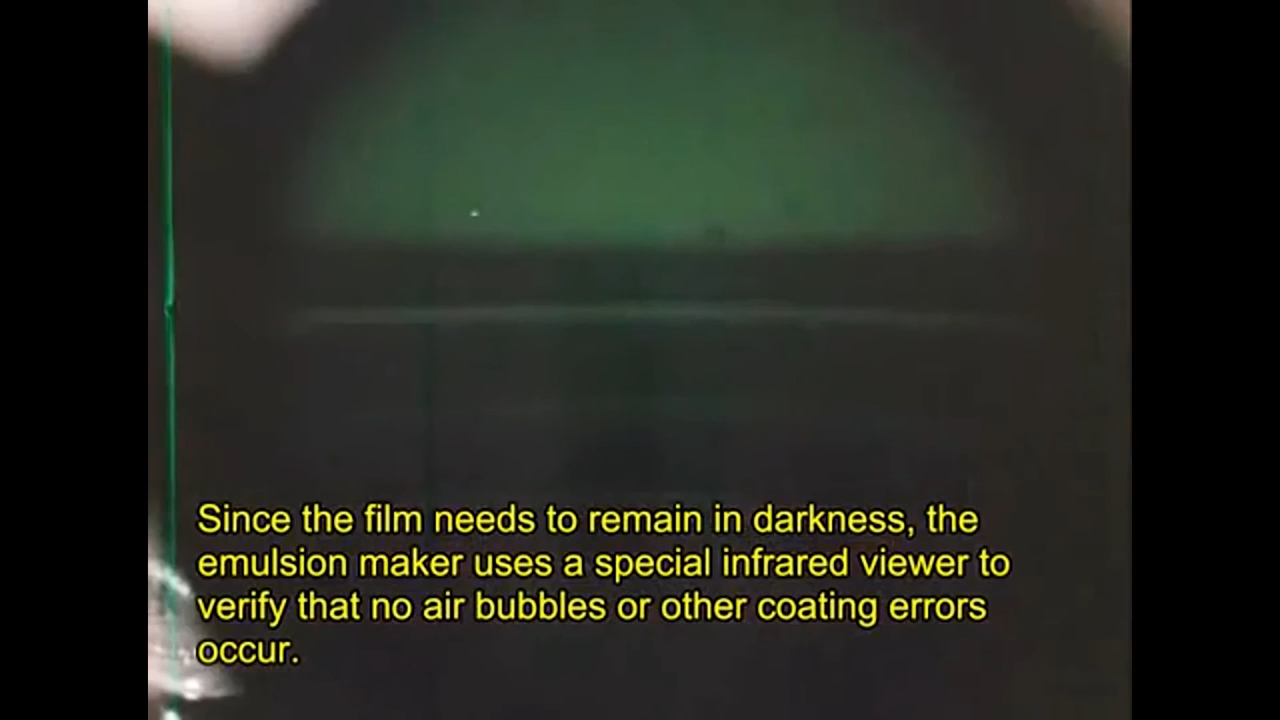 Since the film needs to remain in darkness, the
emulsion maker uses a special infrared viewer to
verify that no air bubbles or other coating errors
occur.